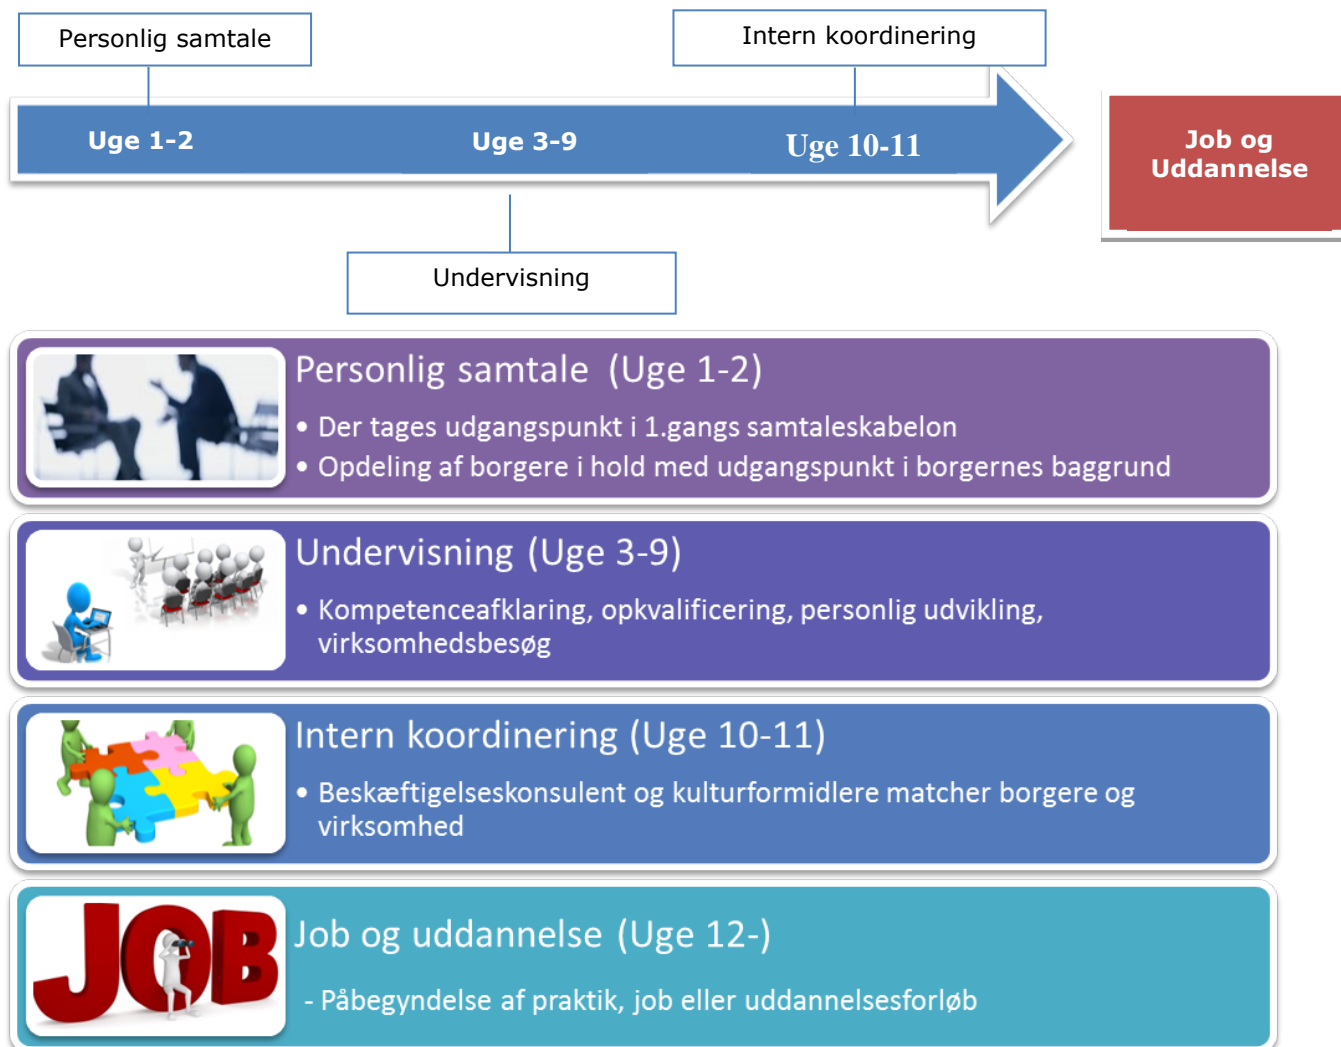 Personlig samtale
Intern koordinering
Uge 1-2
Uge 3-9
Uge 10-11
Job og
Uddannelse
Undervisning
Personlig samtale (Uge 1-2)
• Der tages udgangspunkt i 1.gangs samtaleskabelon
• Opdeling af borgere i hold med udgangspunkt i borgernes baggrund
Undervisning (Uge 3-9)
• Kompetenceafklaring, opkvalificering, personlig udvikling,
virksomhedsbesøg
Intern koordinering (Uge 10-11)
• Beskæftigelseskonsulent og kulturformidlere matcher borgere og
virksomhed
JOB
Job og uddannelse (Uge 12-)
- Påbegyndelse af praktik, job eller uddannelsesforløb